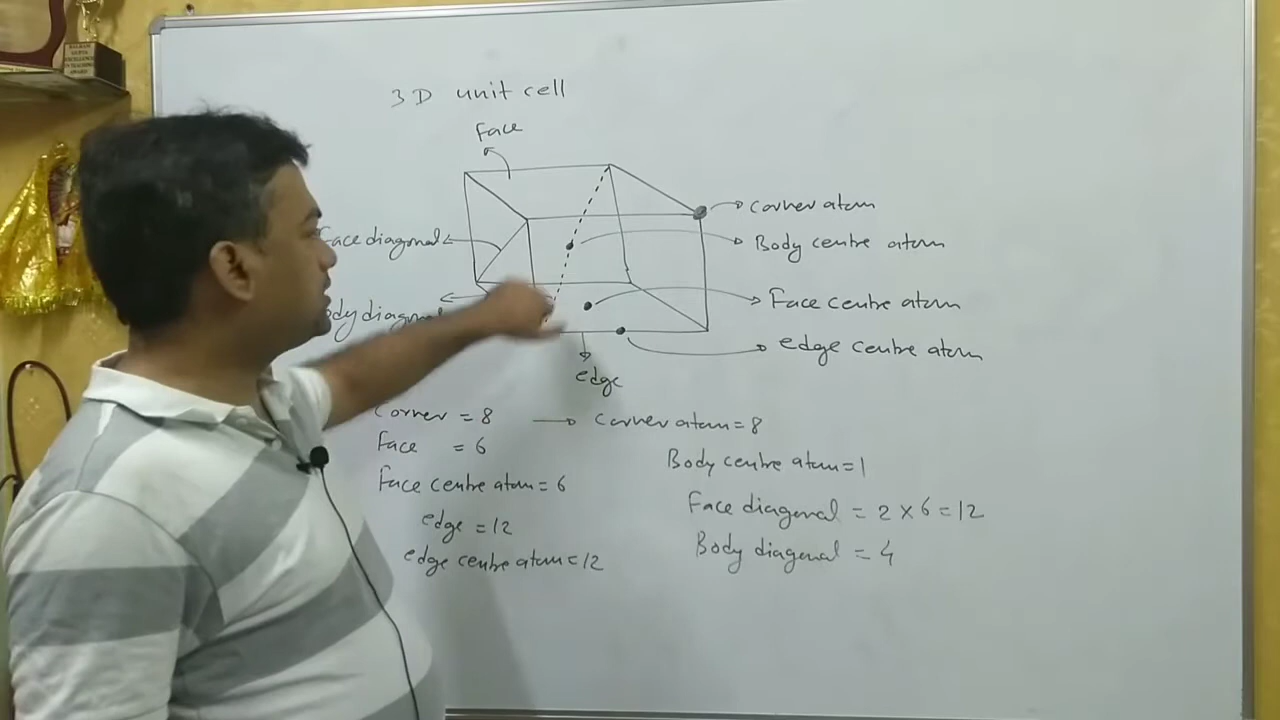 3D unit cell
Face
Corner atom
Face diagonal
Body centre atom
Body diagonal
Face centre atom
edge centre atom
edge
Corner = 8 → Corner atom = 8
Face = 6
Body centre atom = 1
Face centre atom = 6
Face diagonal = 2 × 6 = 12
edge = 12
Body diagonal = 4
edge centre atom = 12